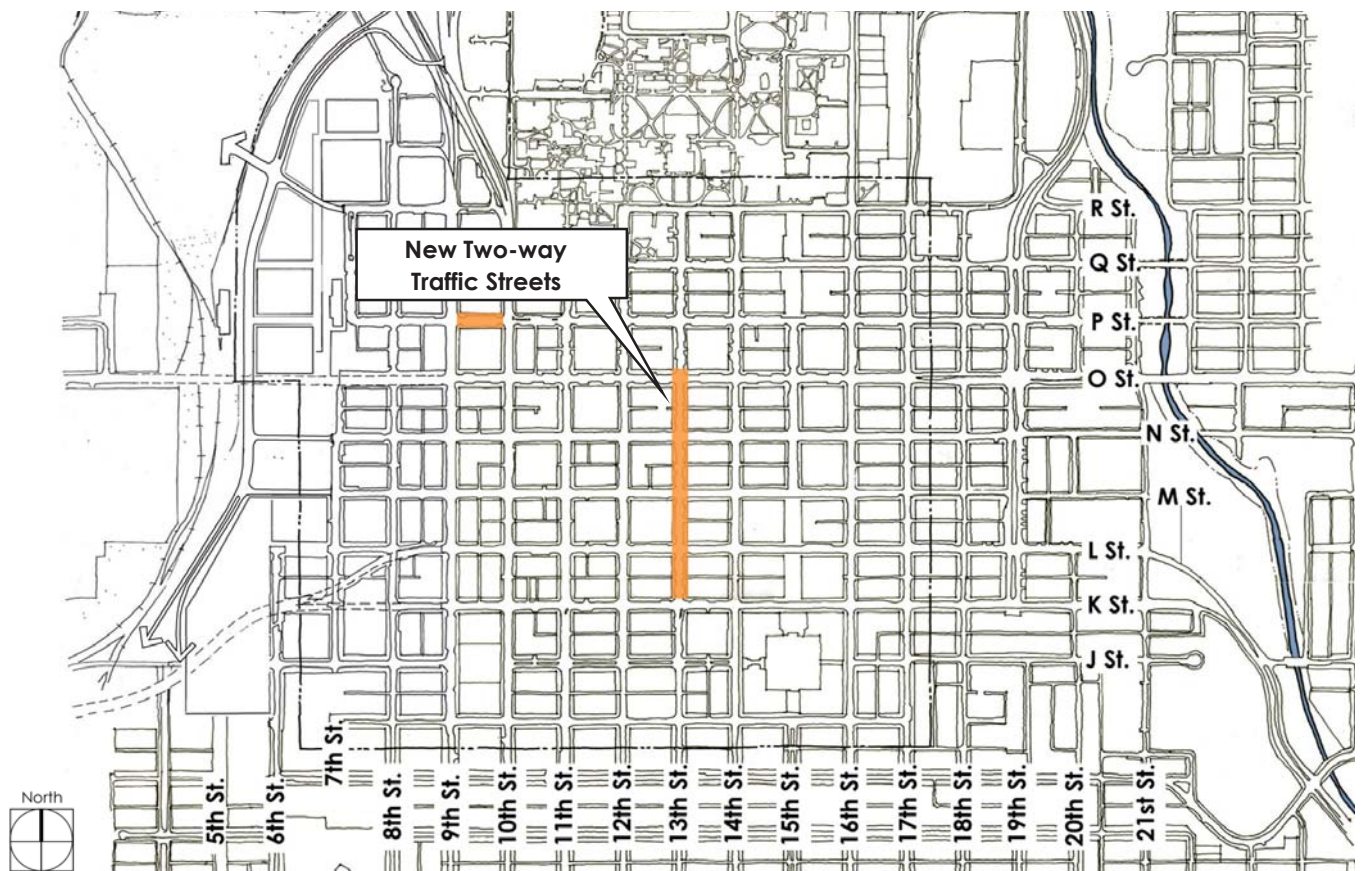 New Two-way
Traffic Streets
R St.
Q St.
P St.
O St.
N St.
M St.
L St.
K St.
J St.
North
5th St.
6th St.
7th St.
8th St.
9th St.
10th St.
11th St.
12th St.
13th St.
14th St.
15th St.
16th St.
17th St.
18th St.
19th St.
20th St.
21st St.